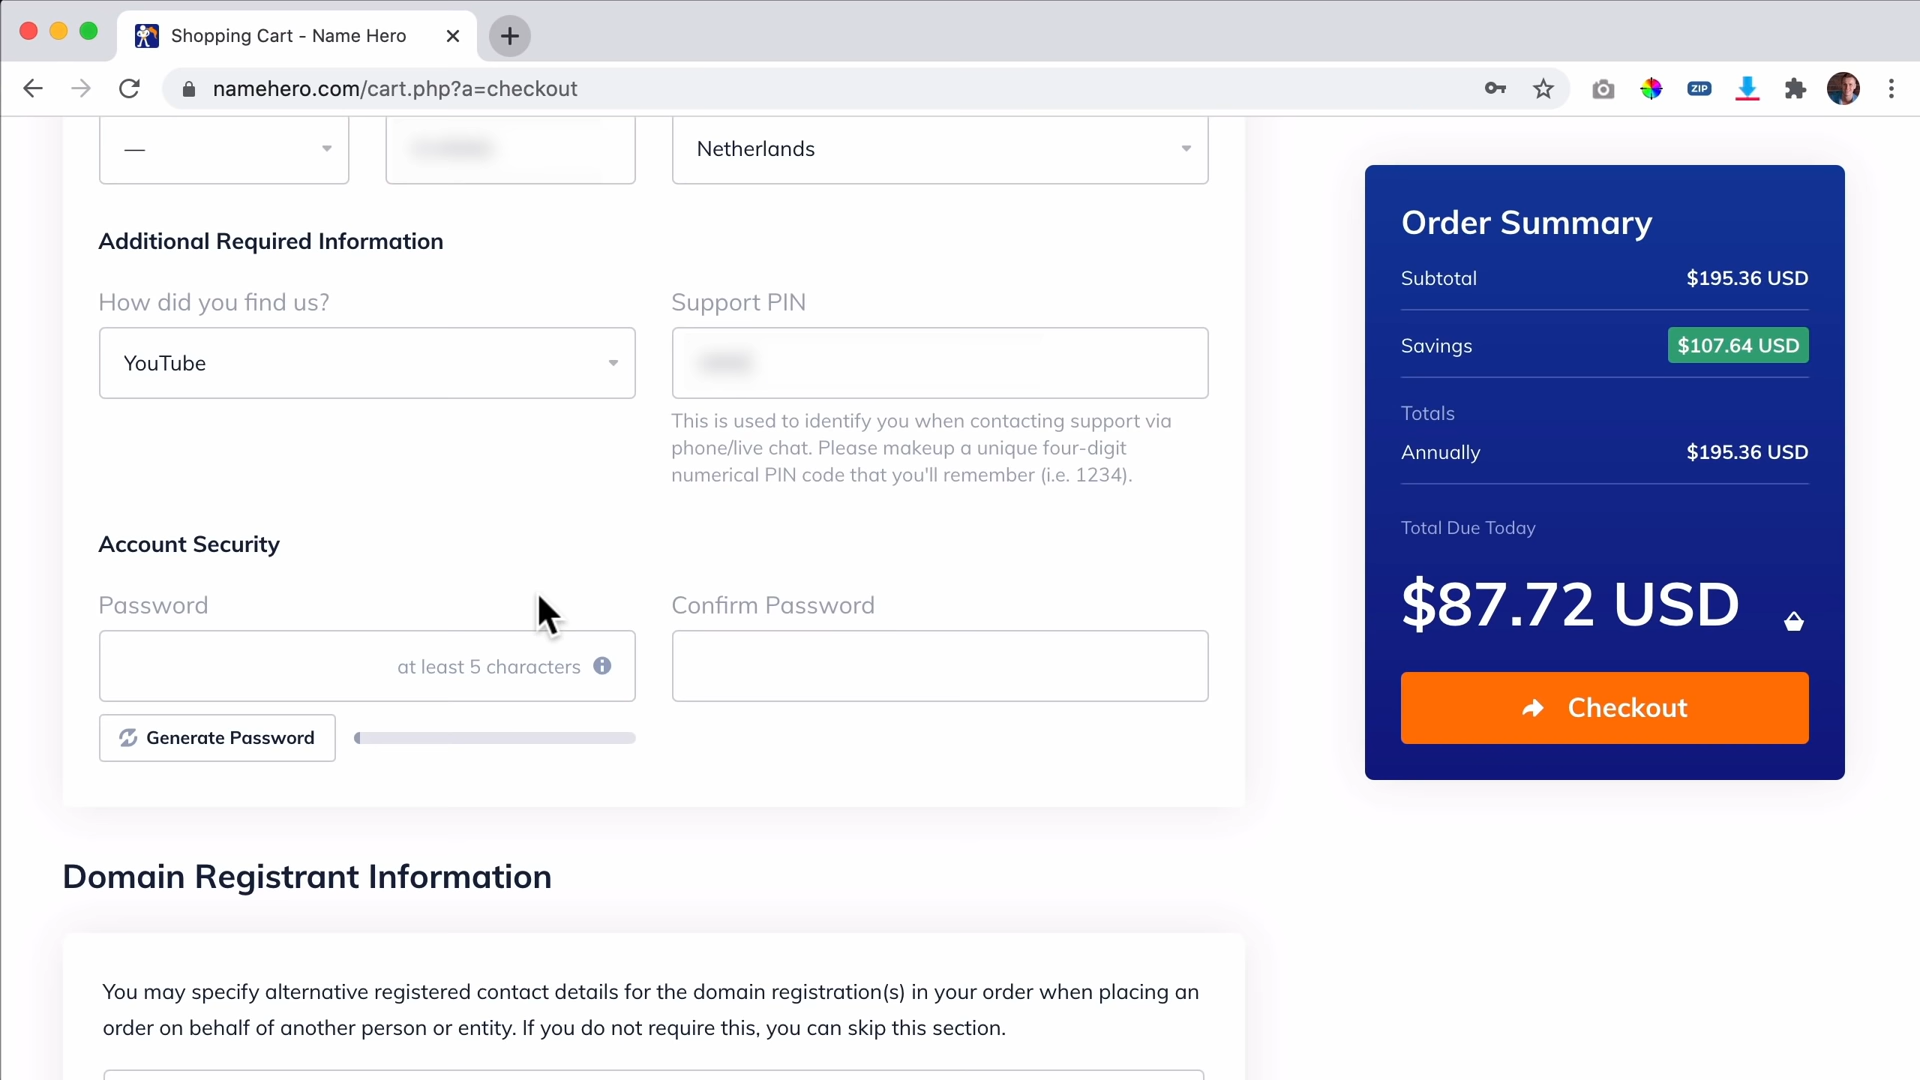 Shopping Cart - Name Hero
namehero.com/cart.php?a=checkout
ZIP
—
Netherlands
Additional Required Information
How did you find us?
Support PIN
YouTube
This is used to identify you when contacting support via
phone/live chat. Please makeup a unique four-digit
numerical PIN code that you'll remember (i.e. 1234).
Account Security
Password
Confirm Password
at least 5 characters
Generate Password
Domain Registrant Information
You may specify alternative registered contact details for the domain registration(s) in your order when placing an
order on behalf of another person or entity. If you do not require this, you can skip this section.
Order Summary
Subtotal $195.36 USD
Savings $107.64 USD
Totals
Annually $195.36 USD
Total Due Today
$87.72 USD
Checkout